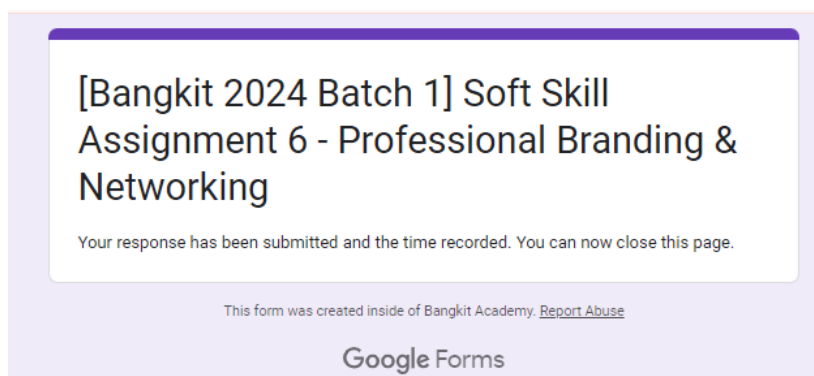 [Bangkit 2024 Batch 1] Soft Skill
Assignment 6 - Professional Branding &
Networking
Your response has been submitted and the time recorded. You can now close this page.
This form was created inside of Bangkit Academy. Report Abuse
Google Forms